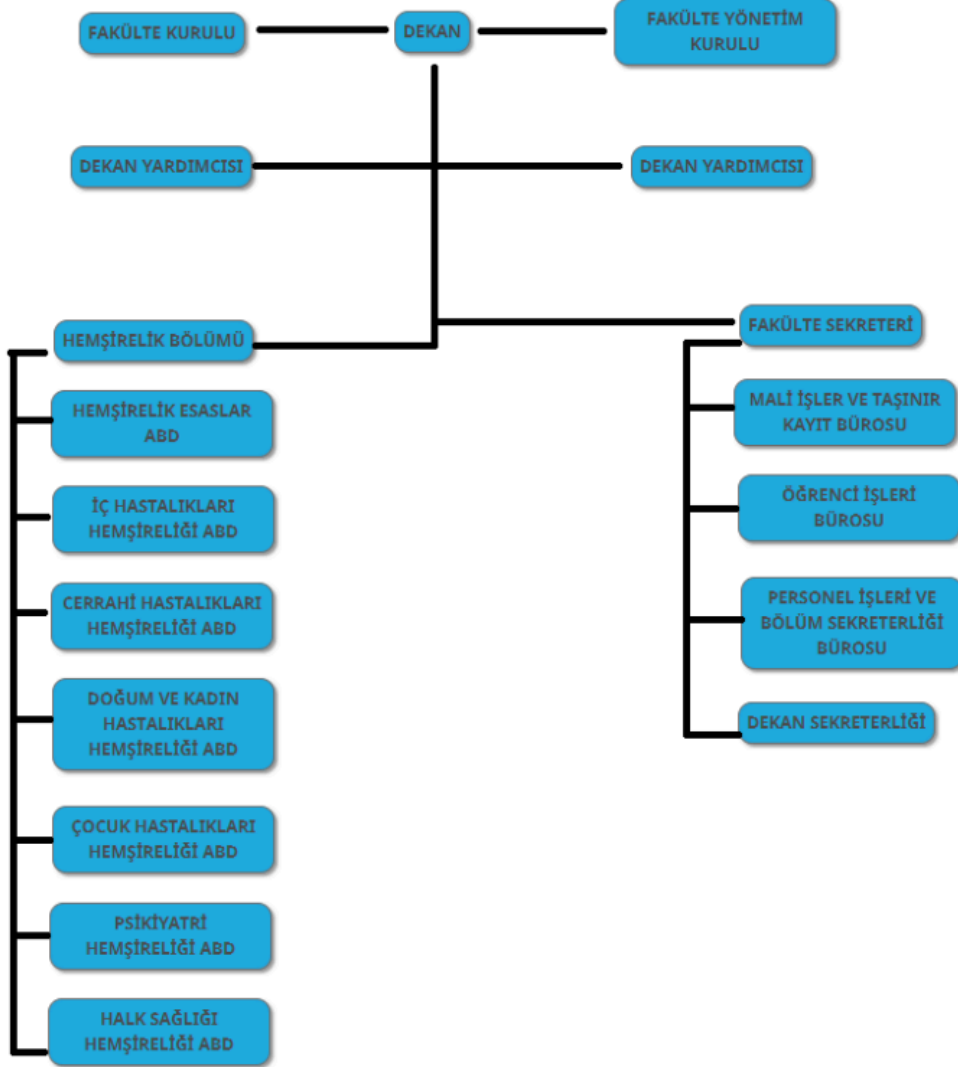 FAKÜLTE KURULU
DEKAN
FAKÜLTE YÖNETİM
KURULU
DEKAN YARDIMCISI
DEKAN YARDIMCISI
HEMŞİRELİK BÖLÜMÜ
HEMŞİRELİK ESASLAR
ABD
İÇ HASTALIKLARI
HEMŞİRELİĞİ ABD
CERRAHİ HASTALIKLARI
HEMŞİRELİĞİ ABD
DOĞUM VE KADIN
HASTALIKLARI
HEMŞİRELİĞİ ABD
ÇOCUK HASTALIKLARI
HEMŞİRELİĞİ ABD
PSİKİYATRİ
HEMŞİRELİĞİ ABD
HALK SAĞLIĞI
HEMŞİRELİĞİ ABD
FAKÜLTE SEKRETERİ
MALİ İŞLER VE TAŞINIR
KAYIT BÜROSU
ÖĞRENCİ İŞLERİ
BÜROSU
PERSONEL İŞLERİ VE
BÖLÜM SEKRETERLİĞİ
BÜROSU
DEKAN SEKRETERLİĞİ